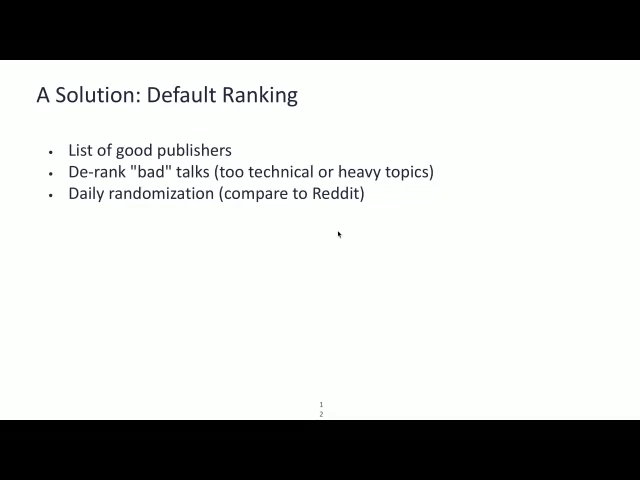 A Solution: Default Ranking
• List of good publishers
• De-rank "bad" talks (too technical or heavy topics)
• Daily randomization (compare to Reddit)
1
2